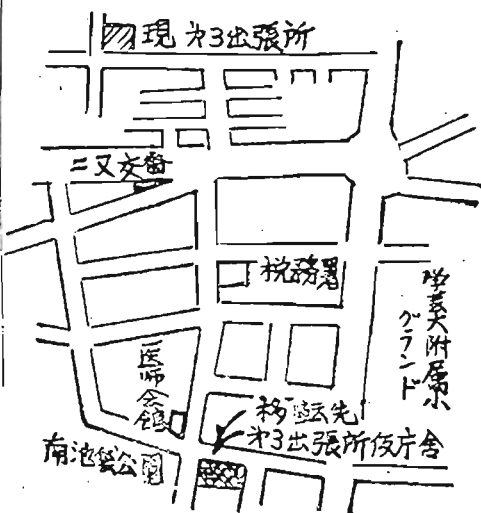 現 第3出張所
二又交番
税務署
学芸大附属小
グランド
医師会館
移転先
第3出張所仮庁舎
南池袋公園